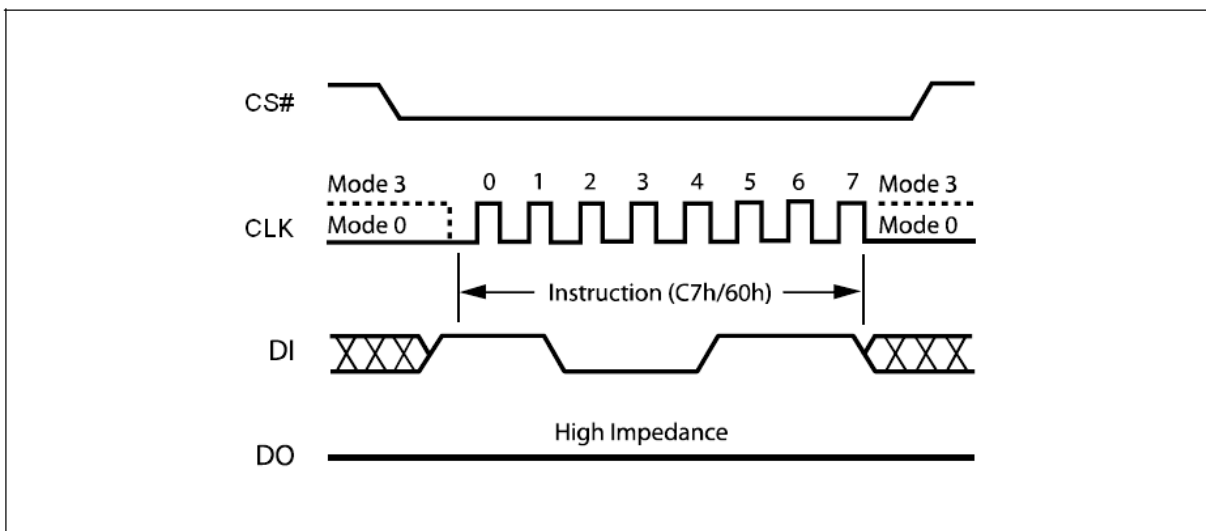 CS#
Mode 3
0 1 2 3 4 5 6 7
Mode 3
CLK
Mode 0
Mode 0
Instruction (C7h/60h)
DI
High Impedance
DO